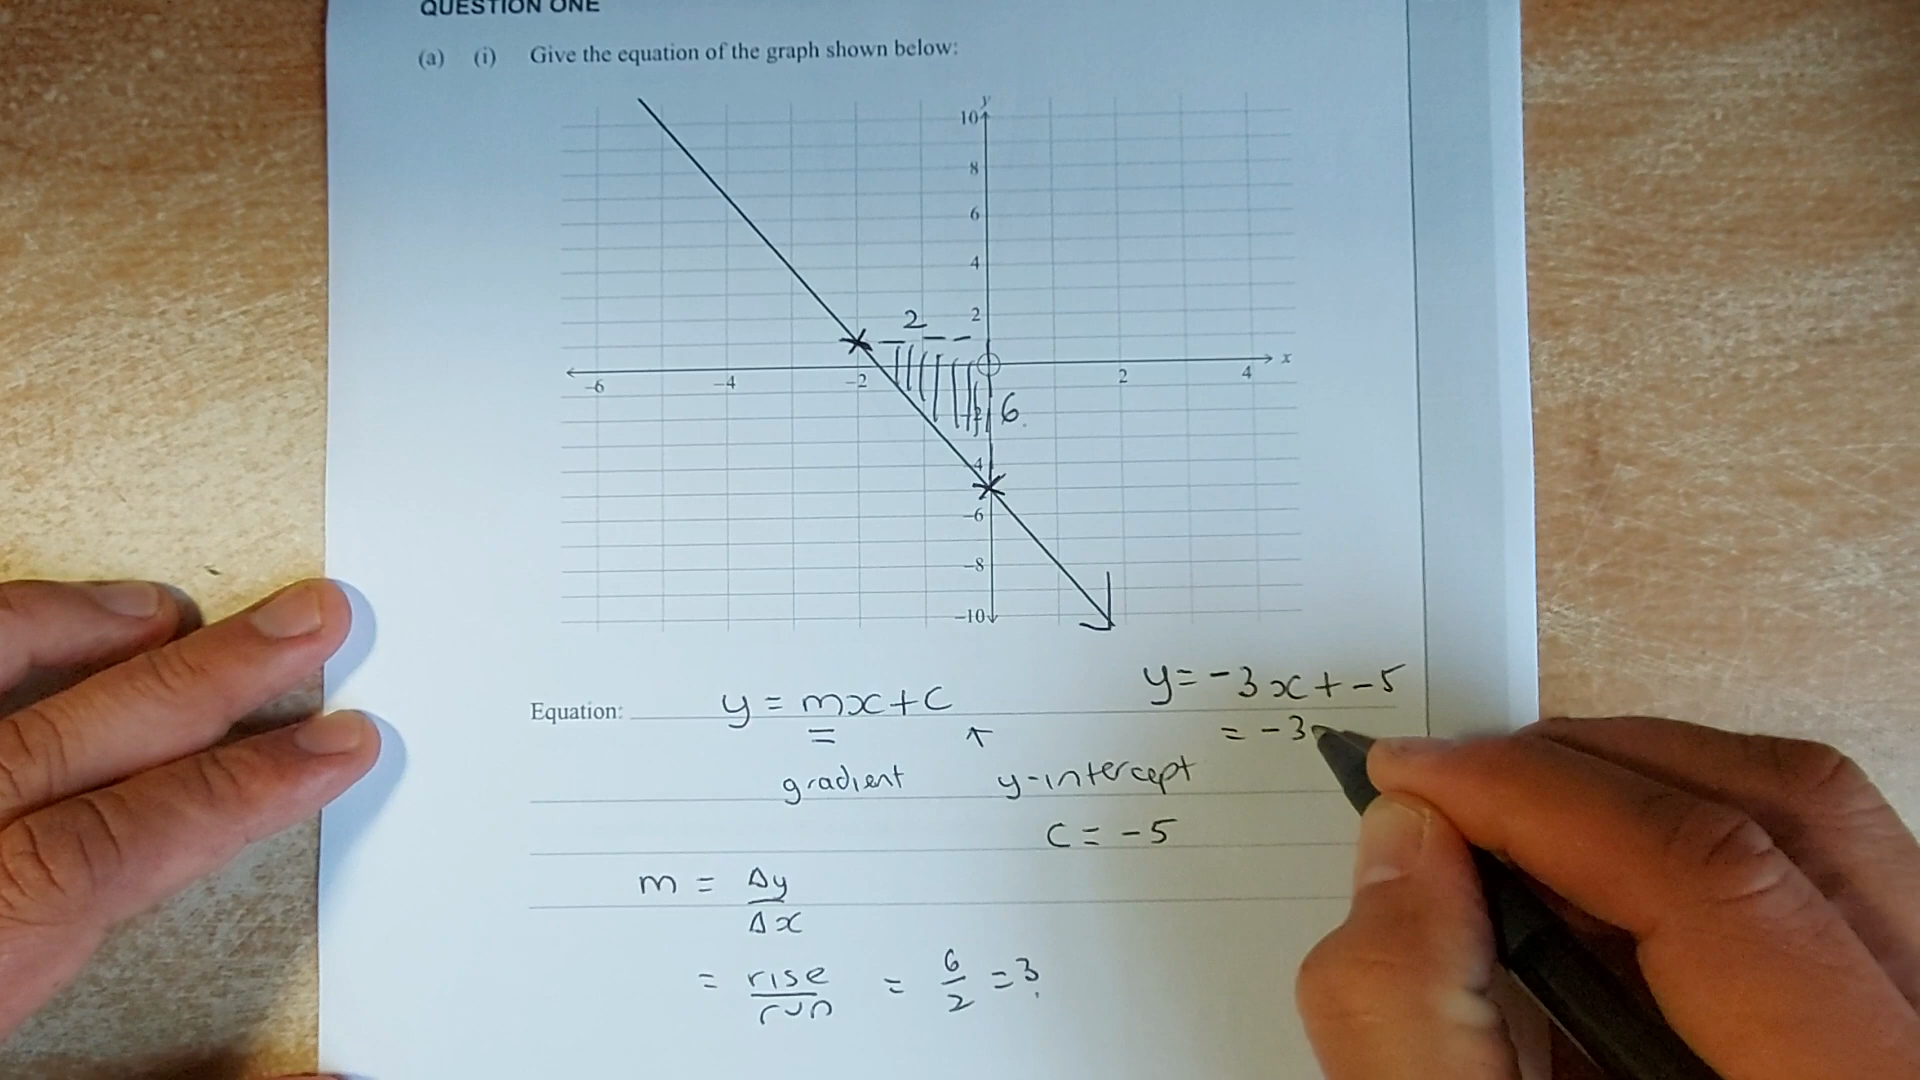 QUESTION ONE
(a) (i) Give the equation of the graph shown below:
y
10
8
6
4
2
2
-6 -4 -2 2 4 x
6.
4
-6
-8
-10
y = -3x + -5
Equation: y = mx + c
= -3
gradient y-intercept
c = -5
m = Δy
Δx
= rise = 6 = 3
run 2